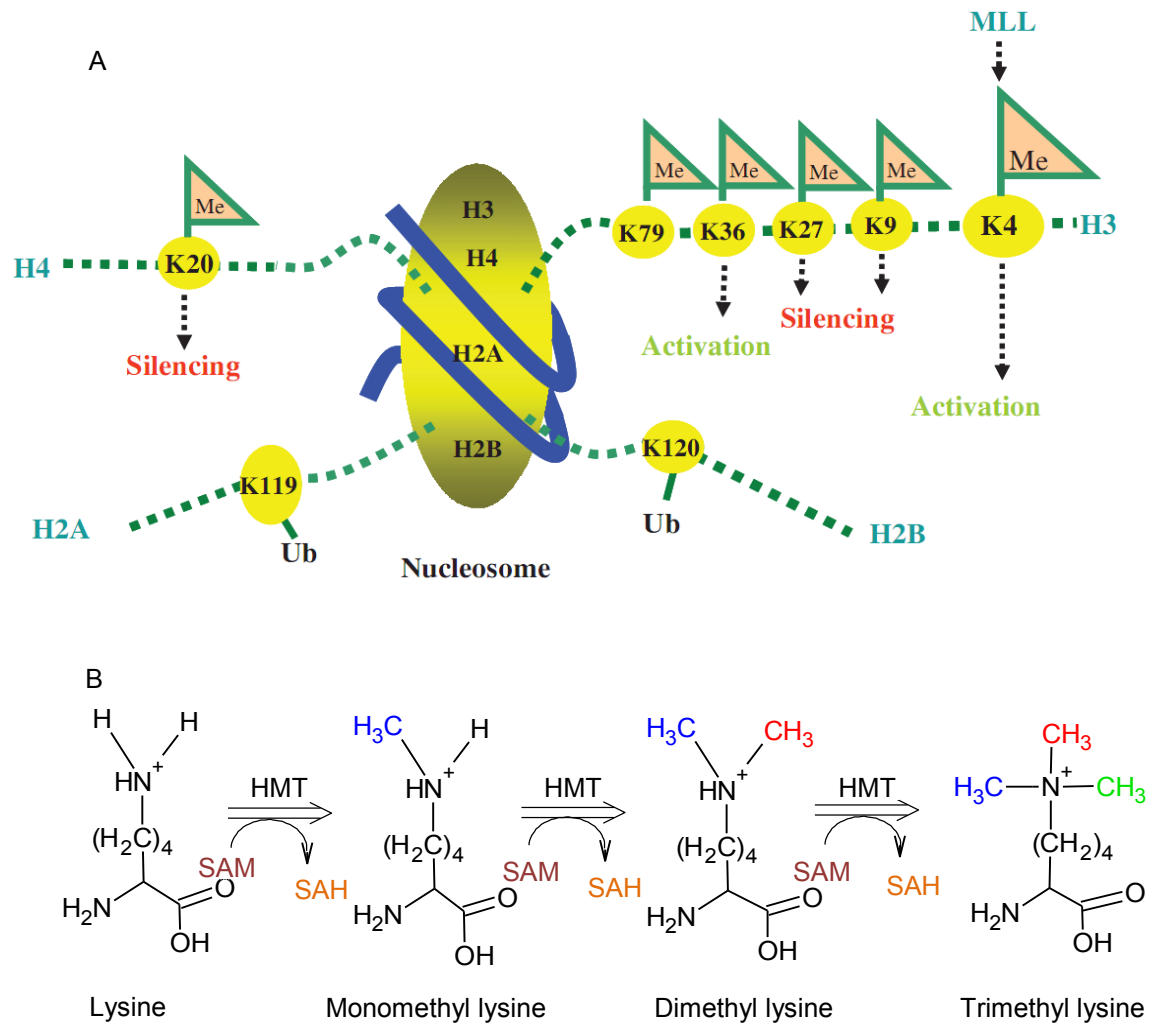 A
MLL
Me
Me
Me
Me
Me
Me
H3
H4
H2A
H2B
H4
K20
K79
K36
K27
K9
K4
H3
Silencing
Activation
Silencing
Activation
K119
K120
H2A
Ub
Ub
H2B
Nucleosome
B
H H
HN+
(H2C)4
H2N
O
OH
HMT
SAM
SAH
H3C
H
HN+
(H2C)4
H2N
O
OH
HMT
SAM
SAH
H3C
CH3
HN+
(H2C)4
H2N
O
OH
HMT
SAM
SAH
CH3
H3C N+ CH3
(CH2)4
H2N
O
OH
Lysine
Monomethyl lysine
Dimethyl lysine
Trimethyl lysine